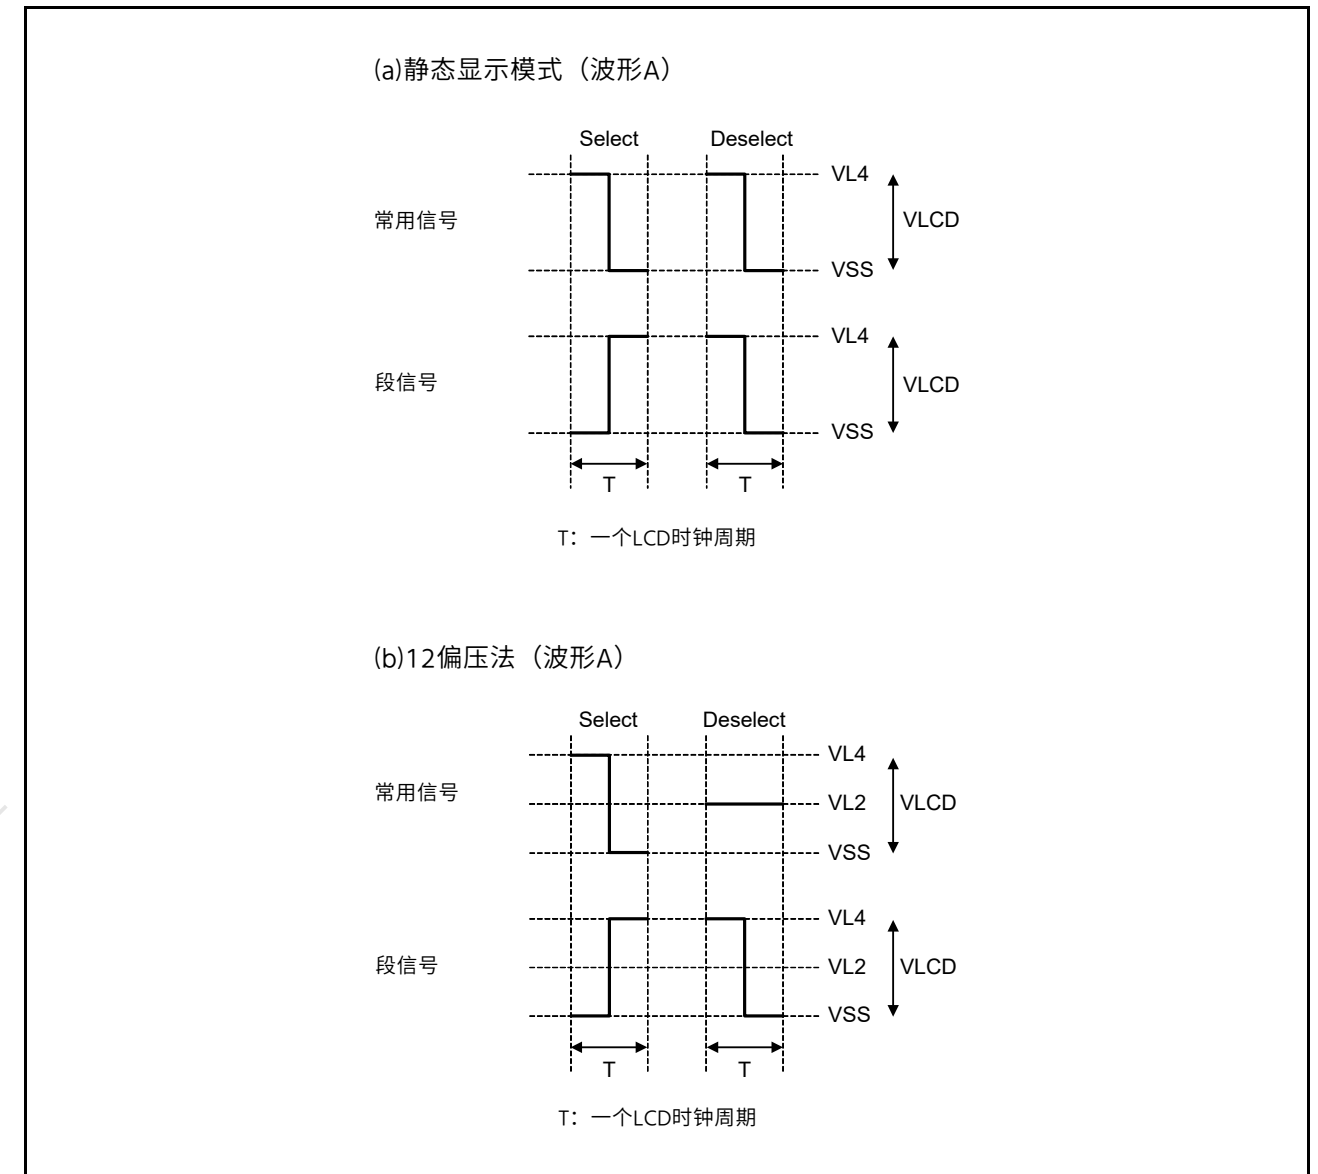 (a)静态显示模式（波形A）
Select Deselect
VL4
常用信号 VLCD
VSS
VL4
段信号 VLCD
VSS
T T
T：一个LCD时钟周期
(b)12偏压法（波形A）
Select Deselect
VL4
常用信号 VL2 VLCD
VSS
VL4
段信号 VL2 VLCD
VSS
T T
T：一个LCD时钟周期